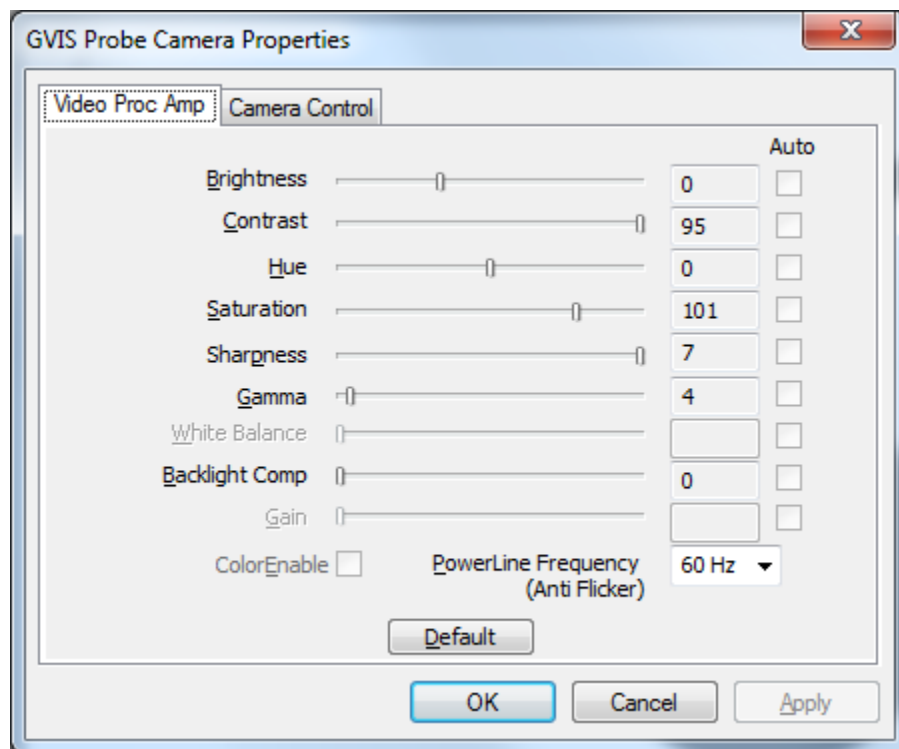 GVIS Probe Camera Properties
X
Video Proc Amp Camera Control
Auto
Brightness 0
Contrast 95
Hue 0
Saturation 101
Sharpness 7
Gamma 4
White Balance
Backlight Comp 0
Gain
ColorEnable PowerLine Frequency 60 Hz
(Anti Flicker)
Default
OK Cancel Apply